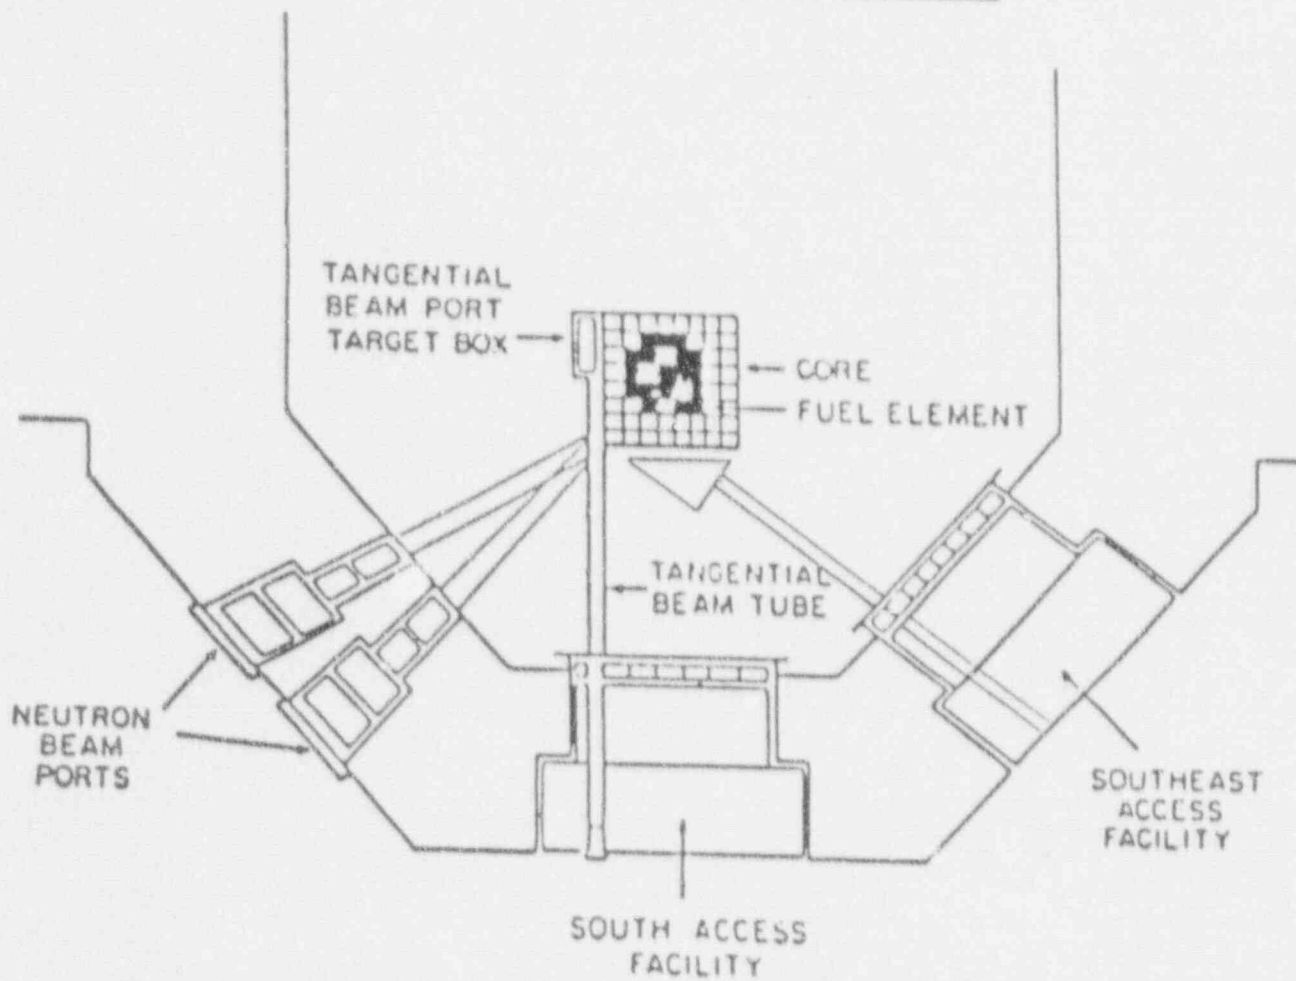 TANGENTIAL
BEAM PORT
TARGET BOX
CORE
FUEL ELEMENT
TANGENTIAL
BEAM TUBE
NEUTRON
BEAM
PORTS
SOUTHEAST
ACCESS
FACILITY
SOUTH ACCESS
FACILITY